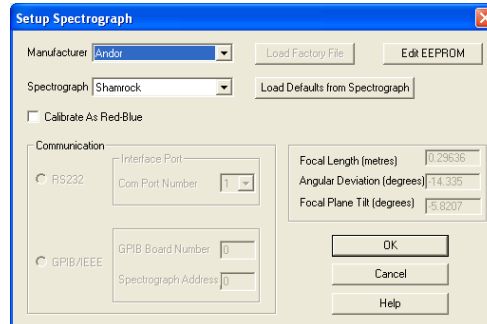 Setup Spectrograph
Manufacturer Andor Load Factory File Edit EEPROM
Spectrograph Shamrock Load Defaults from Spectrograph
Calibrate As Red-Blue
Communication
Interface Port
RS232 Com Port Number 1
GPIB/IEEE
GPIB Board Number 0
Spectrograph Address 0
Focal Length (metres) 0.29636
Angular Deviation (degrees) -14.335
Focal Plane Tilt (degrees) -5.8207
OK
Cancel
Help